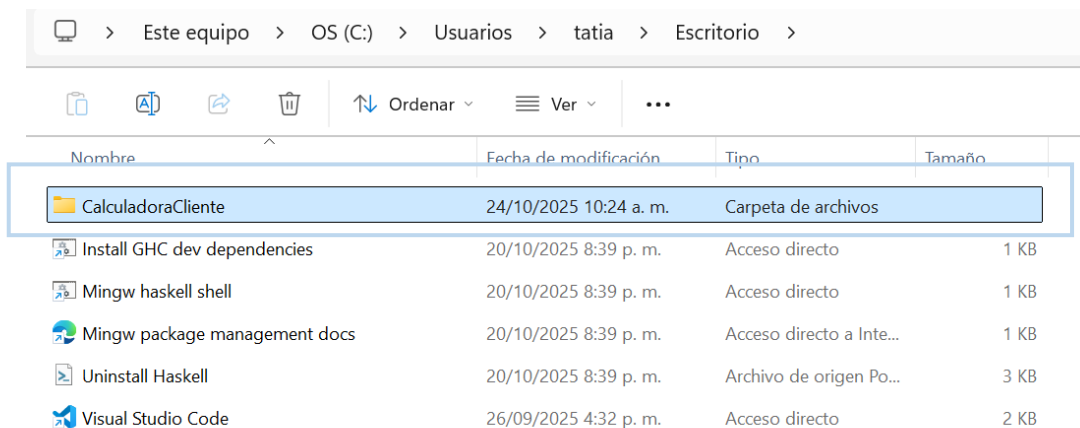 Este equipo > OS (C:) > Usuarios > tatia > Escritorio >
Ordenar Ver ...
Nombre Fecha de modificación Tipo Tamaño
CalculadoraCliente 24/10/2025 10:24 a. m. Carpeta de archivos
Install GHC dev dependencies 20/10/2025 8:39 p. m. Acceso directo 1 KB
Mingw haskell shell 20/10/2025 8:39 p. m. Acceso directo 1 KB
Mingw package management docs 20/10/2025 8:39 p. m. Acceso directo a Inte... 1 KB
Uninstall Haskell 20/10/2025 8:39 p. m. Archivo de origen Po... 3 KB
Visual Studio Code 26/09/2025 4:32 p. m. Acceso directo 2 KB